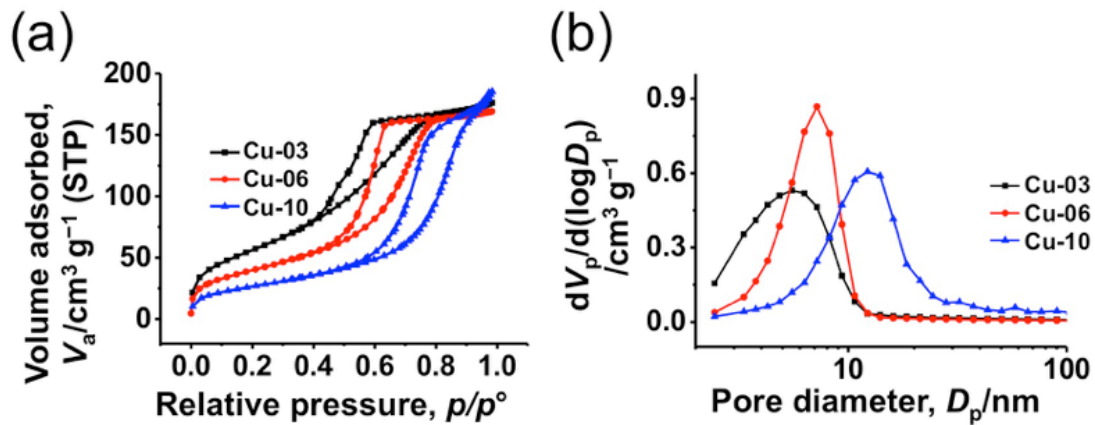 (a)
Volume adsorbed,
Vₐ/cm³ g⁻¹ (STP)
200
150
100
50
0
Cu-03
Cu-06
Cu-10
0.0 0.2 0.4 0.6 0.8 1.0
Relative pressure, p/p°
(b)
dVₚ/d(logDₚ)
/cm³ g⁻¹
0.9
0.6
0.3
0.0
Cu-03
Cu-06
Cu-10
10 100
Pore diameter, Dₚ/nm